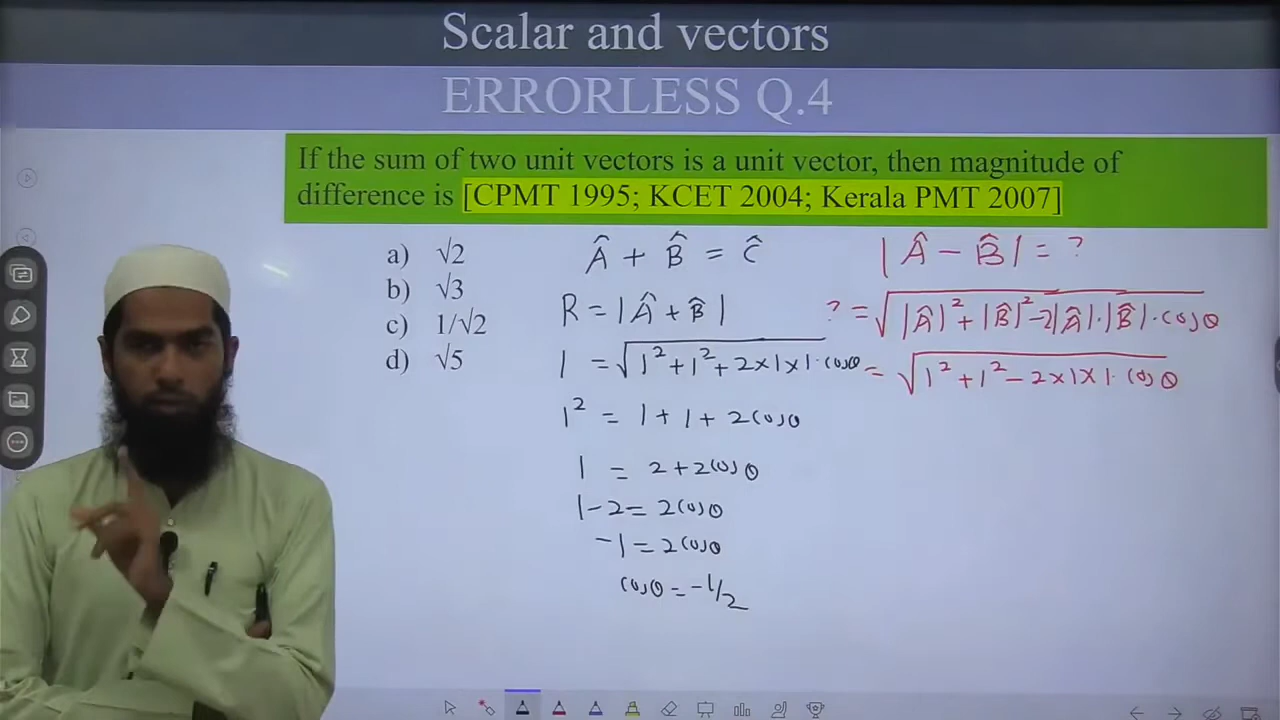 Scalar and vectors
ERRORLESS Q.4
If the sum of two unit vectors is a unit vector, then magnitude of
difference is [CPMT 1995; KCET 2004; Kerala PMT 2007]
a) √2
b) √3
c) 1/√2
d) √5
Â + B̂ = Ĉ
R = |Â + B̂|
1 = √1² + 1² + 2×1×1·cosθ
1² = 1 + 1 + 2cosθ
1 = 2 + 2cosθ
1-2 = 2cosθ
-1 = 2cosθ
cosθ = -1/2
|Â - B̂| = ?
? = √|Â|² + |B̂|² - 2|Â|·|B̂|·cosθ
= √1² + 1² - 2×1×1·cosθ